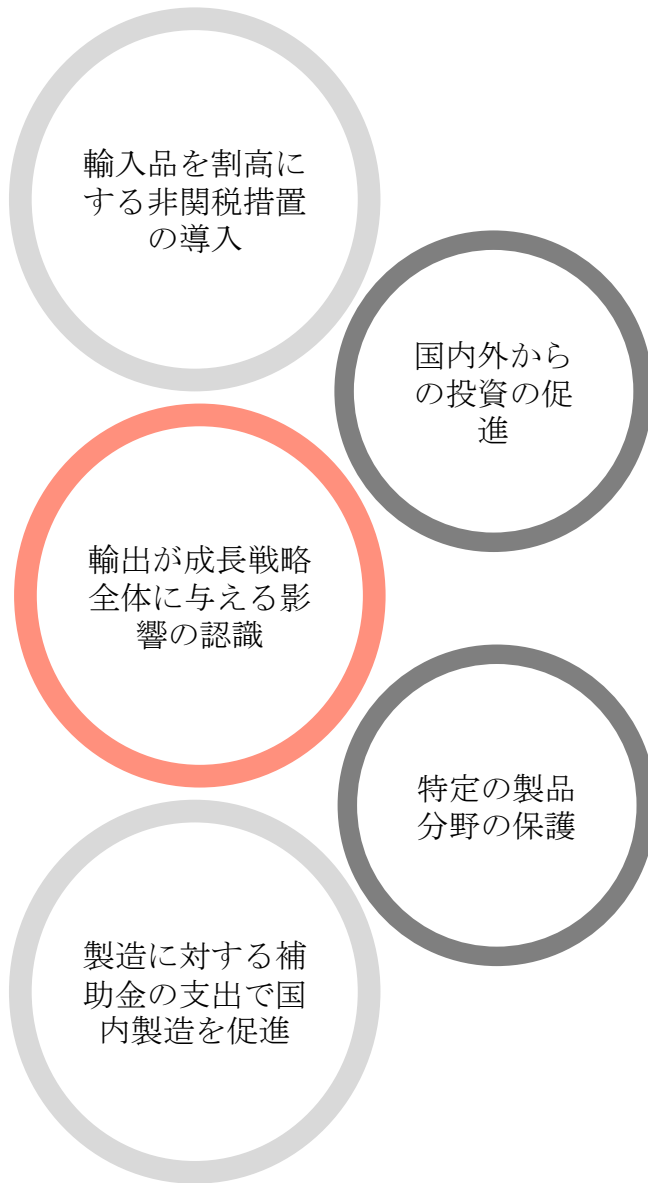 輸入品を割高に
する非関税措置
の導入
国内外から
の投資の促
進
輸出が成長戦略
全体に与える影
響の認識
特定の製品
分野の保護
製造に対する補
助金の支出で国
内製造を促進